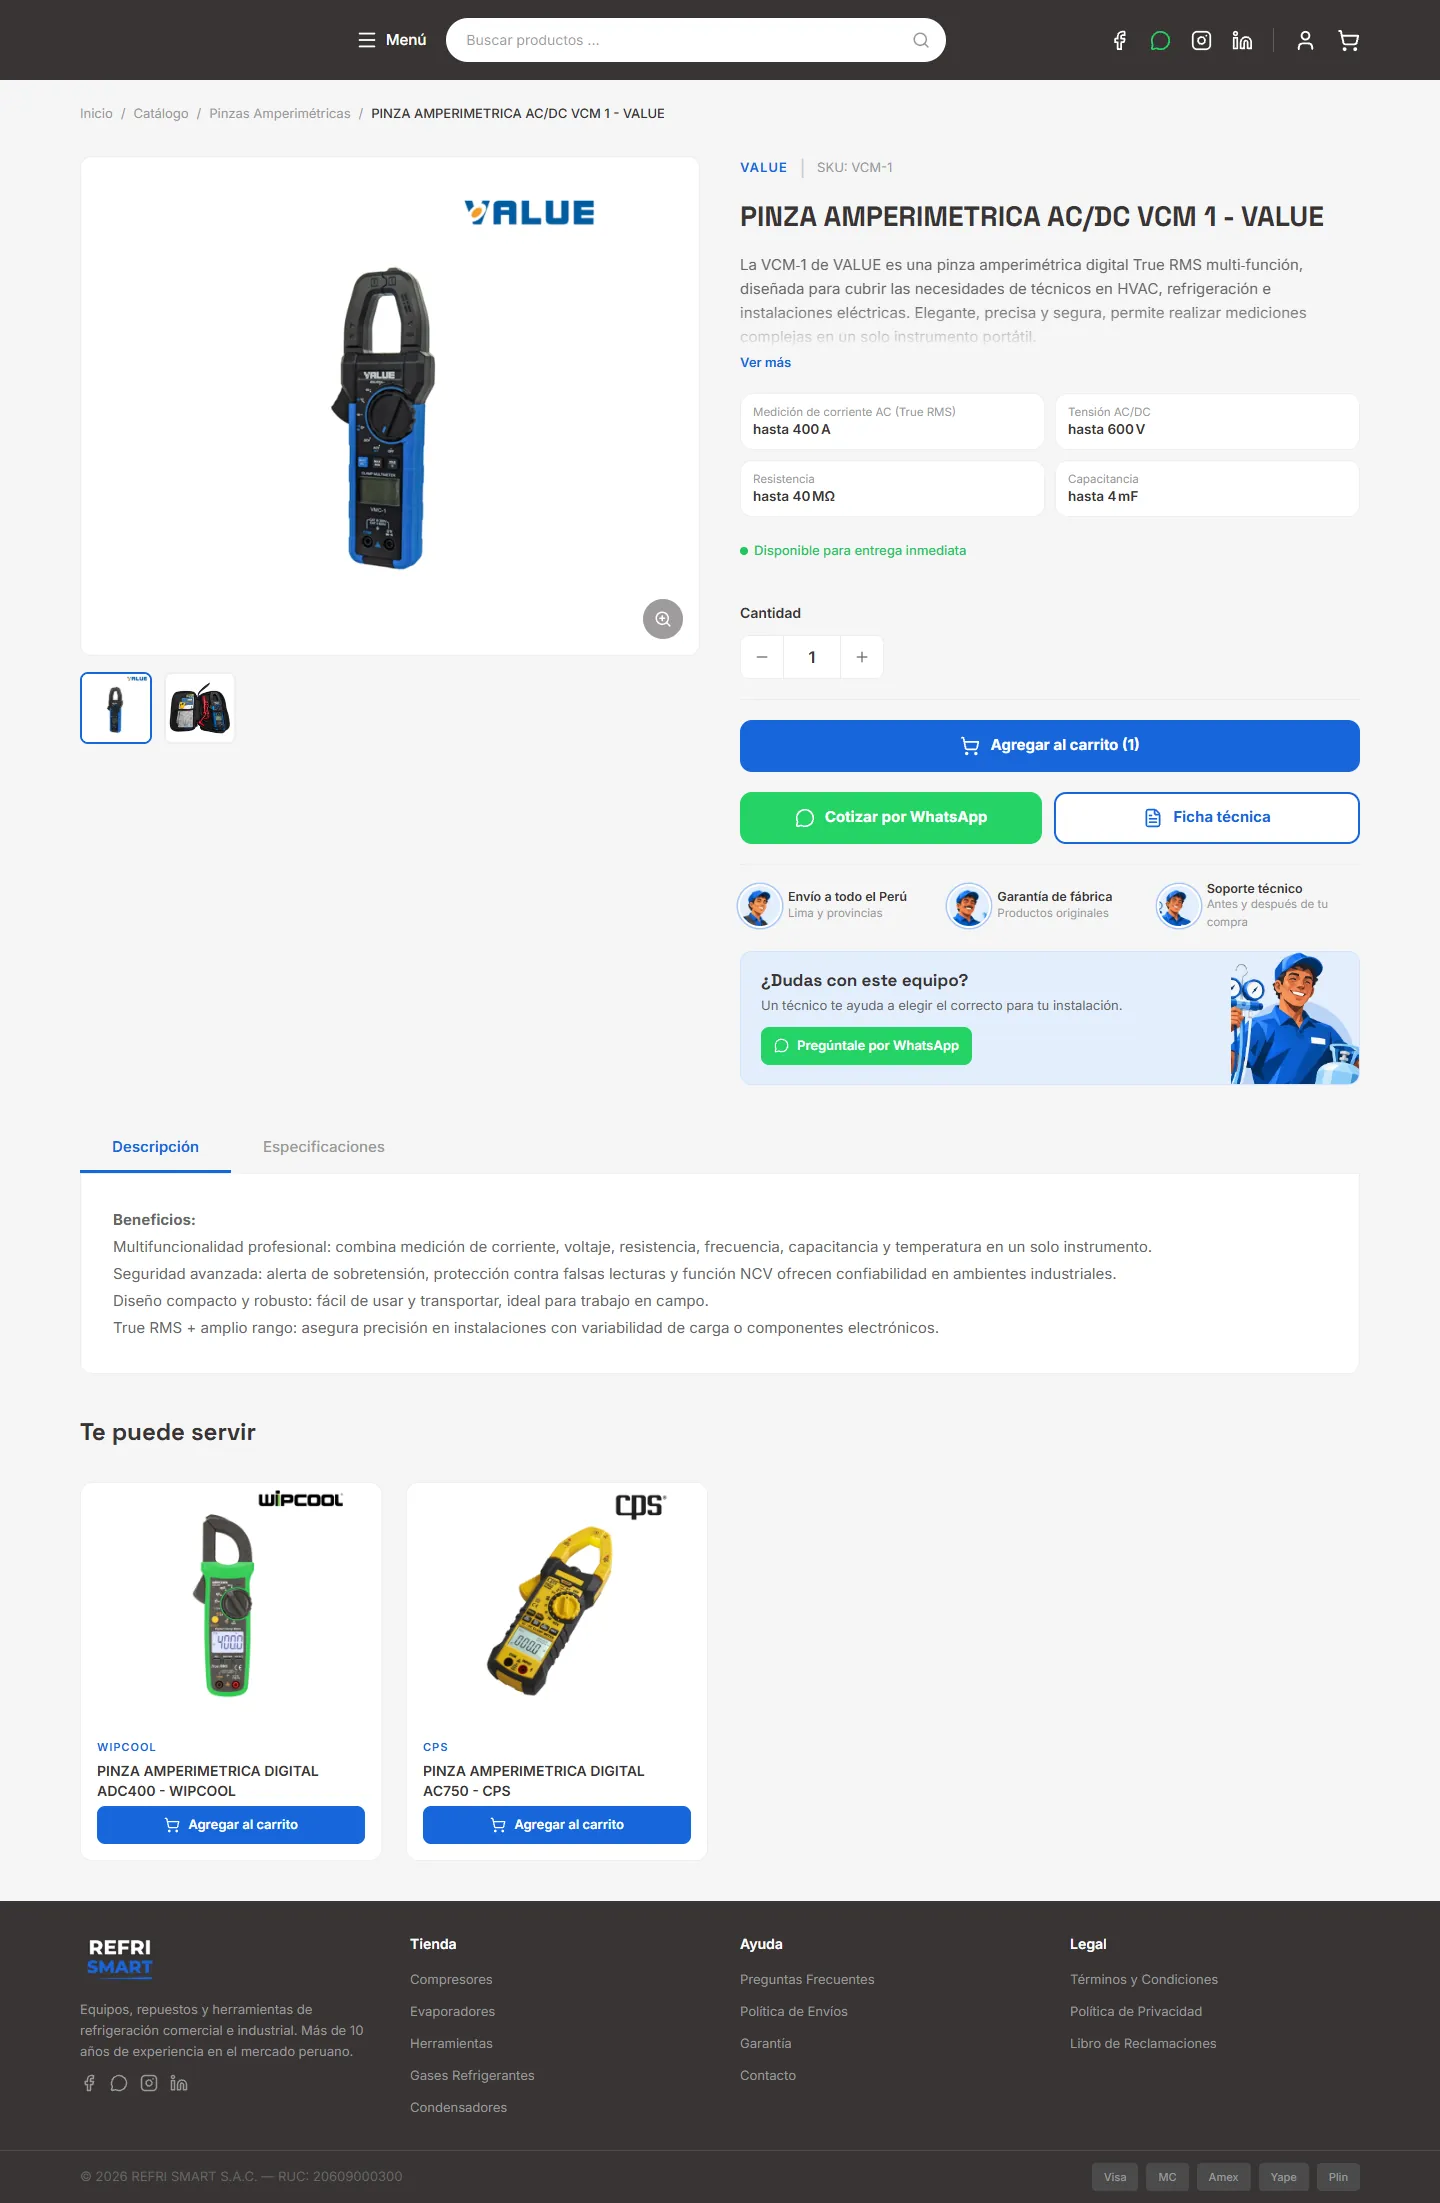 Menú
Buscar productos ...
Inicio / Catálogo / Pinzas Amperimétricas / PINZA AMPERIMETRICA AC/DC VCM 1 - VALUE
VALUE
VALUE
VMC-1
VALUE
VALUE | SKU: VCM-1
PINZA AMPERIMETRICA AC/DC VCM 1 - VALUE
La VCM-1 de VALUE es una pinza amperimétrica digital True RMS multi-función,
diseñada para cubrir las necesidades de técnicos en HVAC, refrigeración e
instalaciones eléctricas. Elegante, precisa y segura, permite realizar mediciones
complejas en un solo instrumento portátil.
Ver más
Medición de corriente AC (True RMS)
hasta 400 A
Tensión AC/DC
hasta 600 V
Resistencia
hasta 40 MΩ
Capacitancia
hasta 4 mF
Disponible para entrega inmediata
Cantidad
1
Agregar al carrito (1)
Cotizar por WhatsApp
Ficha técnica
Envío a todo el Perú
Lima y provincias
Garantía de fábrica
Productos originales
Soporte técnico
Antes y después de tu
compra
¿Dudas con este equipo?
Un técnico te ayuda a elegir el correcto para tu instalación.
Pregúntale por WhatsApp
Descripción
Especificaciones
Beneficios:
Multifuncionalidad profesional: combina medición de corriente, voltaje, resistencia, frecuencia, capacitancia y temperatura en un solo instrumento.
Seguridad avanzada: alerta de sobretensión, protección contra falsas lecturas y función NCV ofrecen confiabilidad en ambientes industriales.
Diseño compacto y robusto: fácil de usar y transportar, ideal para trabajo en campo.
True RMS + amplio rango: asegura precisión en instalaciones con variabilidad de carga o componentes electrónicos.
Te puede servir
WIPCOOL
400.0
WIPCOOL
PINZA AMPERIMETRICA DIGITAL
ADC400 - WIPCOOL
Agregar al carrito
cps
000.0
CPS
PINZA AMPERIMETRICA DIGITAL
AC750 - CPS
Agregar al carrito
REFRI
SMART
Equipos, repuestos y herramientas de
refrigeración comercial e industrial. Más de 10
años de experiencia en el mercado peruano.
Tienda
Compresores
Evaporadores
Herramientas
Gases Refrigerantes
Condensadores
Ayuda
Preguntas Frecuentes
Política de Envíos
Garantía
Contacto
Legal
Términos y Condiciones
Política de Privacidad
Libro de Reclamaciones
© 2026 REFRI SMART S.A.C. — RUC: 20609000300
Visa
MC
Amex
Yape
Plin